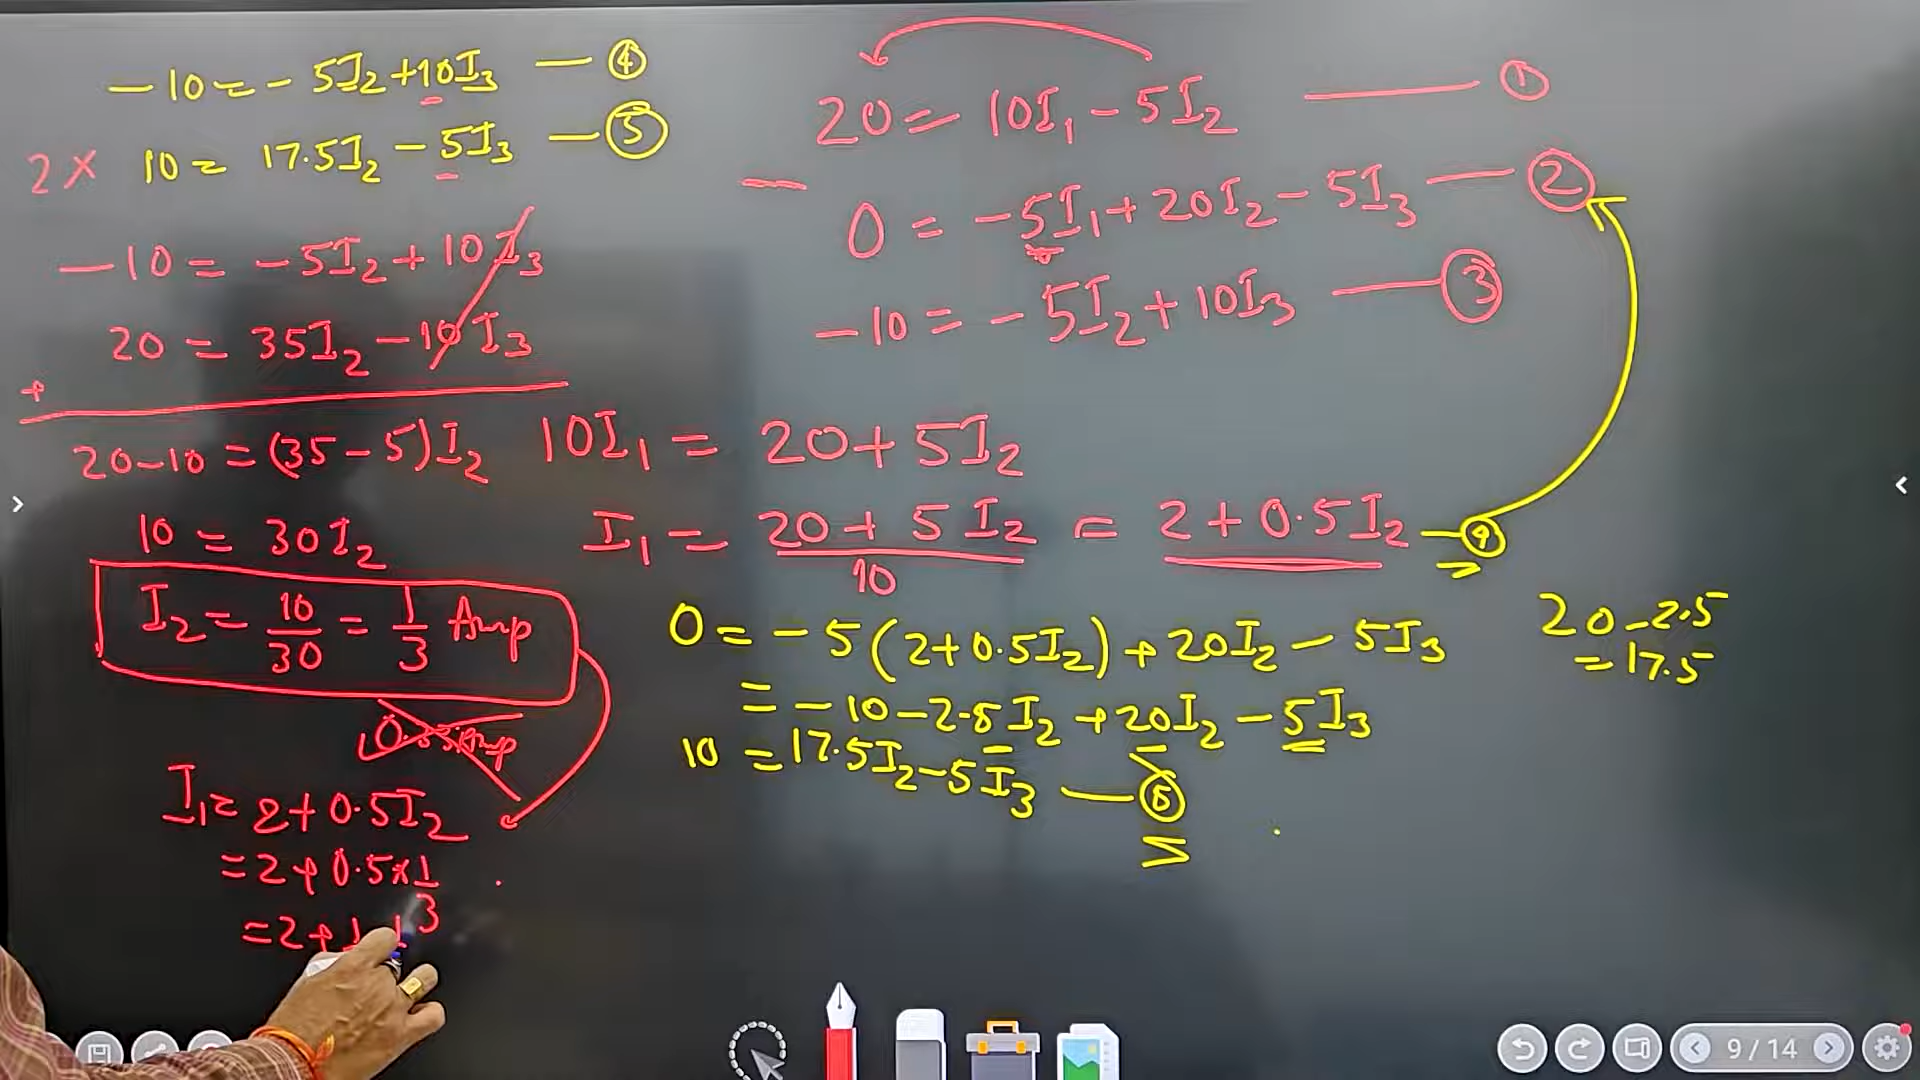 -10 = -5I2 + 10I3 — 4
2 × 10 = 17.5I2 - 5I3 — 5
-10 = -5I2 + 10I3
20 = 35I2 - 10I3
+
20-10 = (35-5)I2
10 = 30I2
I2 = 10/30 = 1/3 Amp
I1 = 2 + 0.5I2
= 2 + 0.5 × 1/3
= 2 +
20 = 10I1 - 5I2 — 1
0 = -5I1 + 20I2 - 5I3 — 2
-10 = -5I2 + 10I3 — 3
10I1 = 20 + 5I2
I1 = 20 + 5I2 / 10 = 2 + 0.5I2 — 4
0 = -5(2+0.5I2) + 20I2 - 5I3
= -10 - 2.5I2 + 20I2 - 5I3
10 = 17.5I2 - 5I3 — 5
20 - 2.5
= 17.5
9 / 14